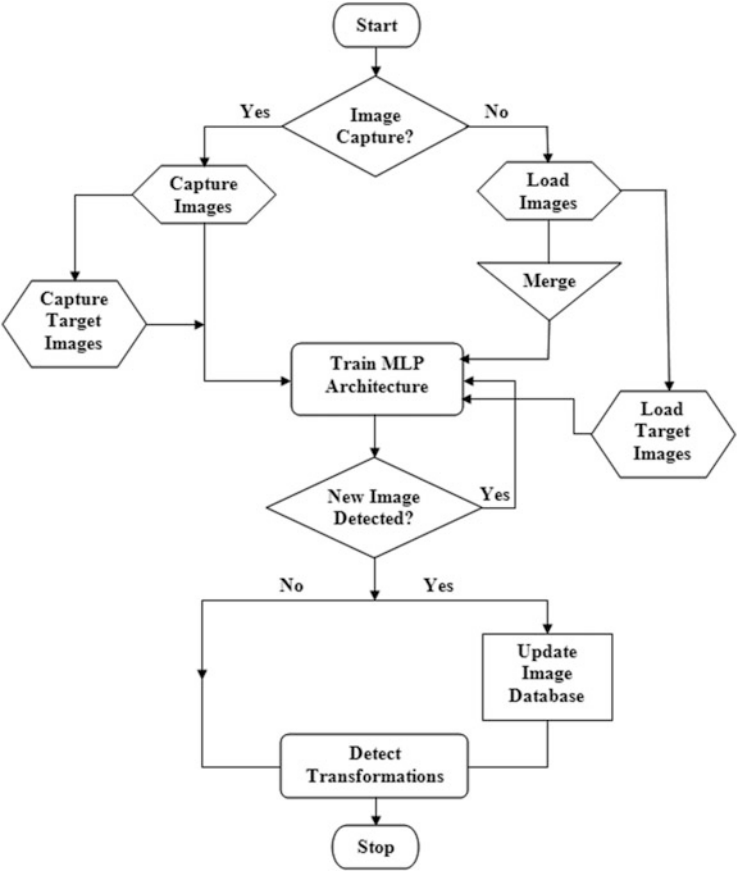 Start
Yes
Image
Capture?
No
Capture
Images
Load
Images
Capture
Target
Images
Merge
Train MLP
Architecture
Load
Target
Images
New Image
Detected?
Yes
No
Yes
Update
Image
Database
Detect
Transformations
Stop